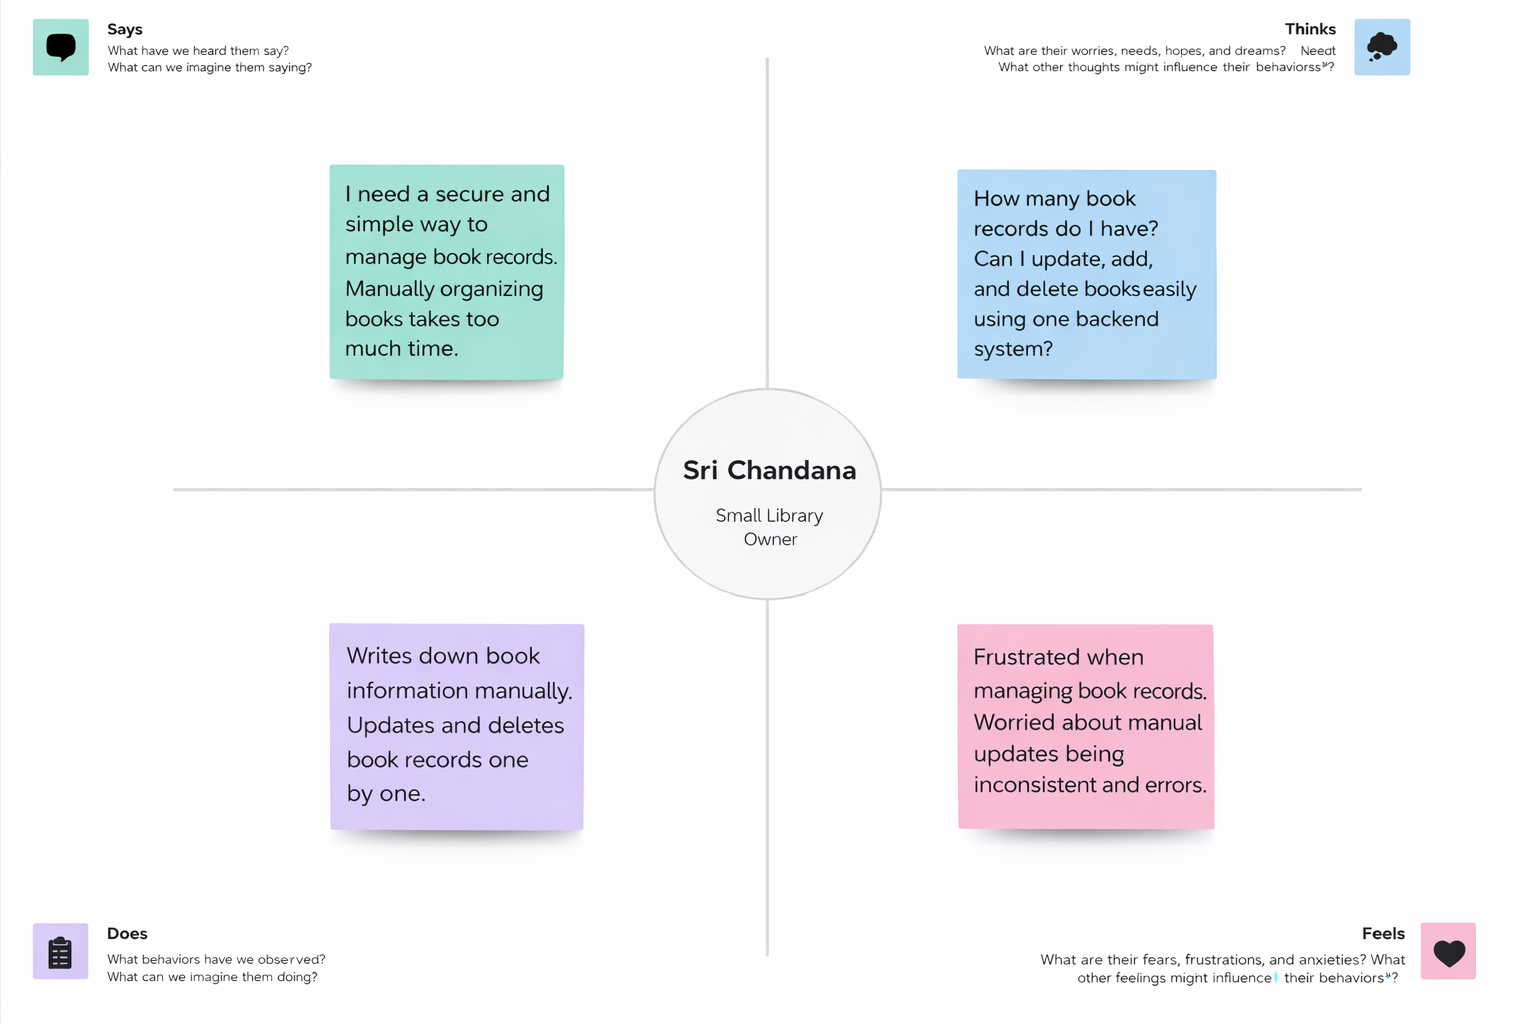 Says
What have we heard them say?
What can we imagine them saying?
Thinks
What are their worries, needs, hopes, and dreams? Neeat
What other thoughts might influence their behaviorss?
I need a secure and
simple way to
manage book records.
Manually organizing
books takes too
much time.
How many book
records do I have?
Can I update, add,
and delete books easily
using one backend
system?
Sri Chandana
Small Library
Owner
Writes down book
information manually.
Updates and deletes
book records one
by one.
Frustrated when
managing book records.
Worried about manual
updates being
inconsistent and errors.
Does
What behaviors have we observed?
What can we imagine them doing?
Feels
What are their fears, frustrations, and anxieties? What
other feelings might influence their behaviors?